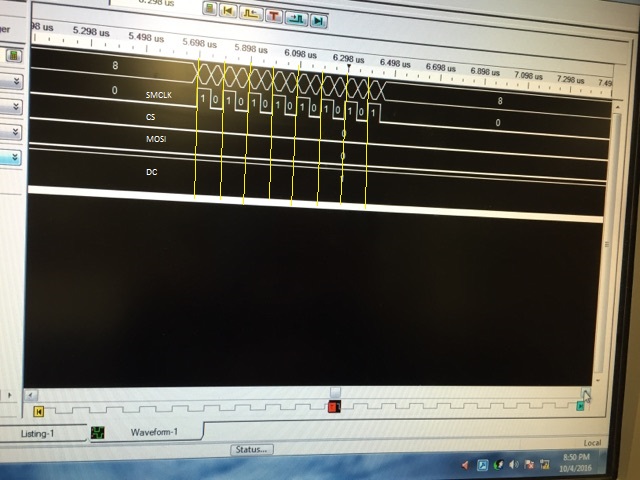 ger
98 us 5.298 us 5.498 us 5.698 us 5.898 us 6.098 us 6.298 us 6.498 us 6.698 us 6.898 us 7.098 us 7.298 us 7.49
8 8
0 SMCLK 1 0 1 0 1 0 1 0 1 0 1 0 1 0 1 0
CS 0
MOSI 0
DC 1
Listing-1 Waveform-1
Status... Local
8:50 PM
10/4/2016